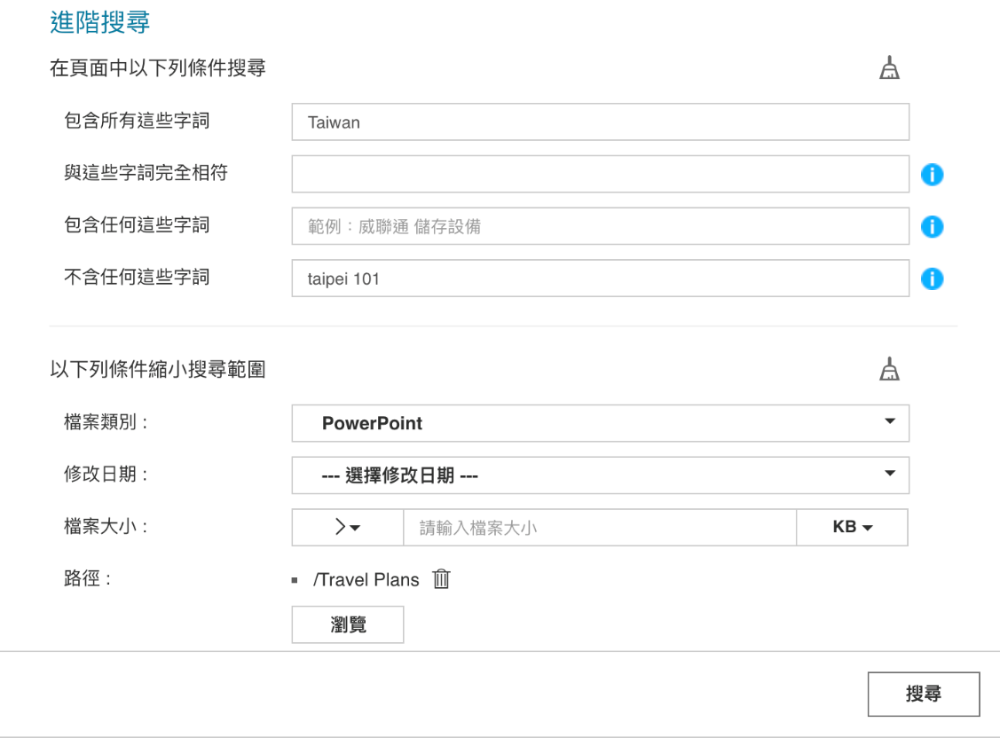 進階搜尋
在頁面中以下列條件搜尋
包含所有這些字詞 Taiwan
與這些字詞完全相符
包含任何這些字詞 範例：威聯通 儲存設備
不含任何這些字詞 taipei 101
以下列條件縮小搜尋範圍
檔案類別： PowerPoint
修改日期： --- 選擇修改日期 ---
檔案大小： > 請輸入檔案大小 KB
路徑： /Travel Plans
瀏覽
搜尋